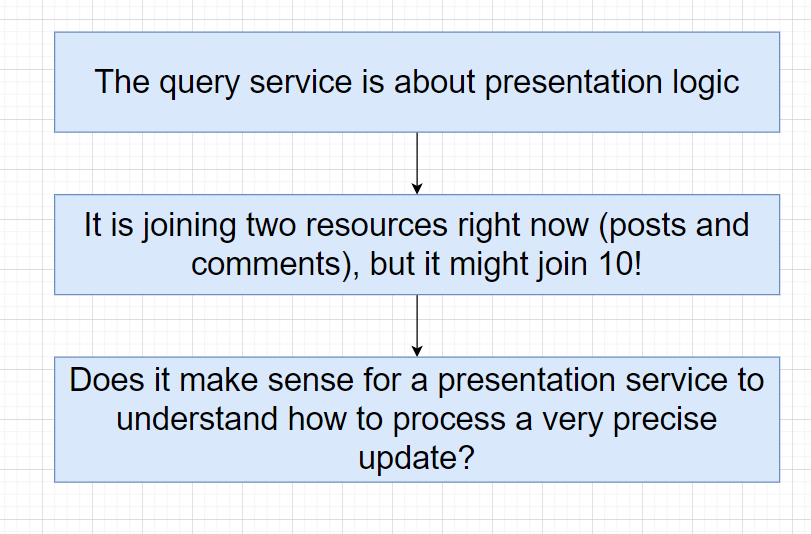 The query service is about presentation logic
It is joining two resources right now (posts and
comments), but it might join 10!
Does it make sense for a presentation service to
understand how to process a very precise
update?